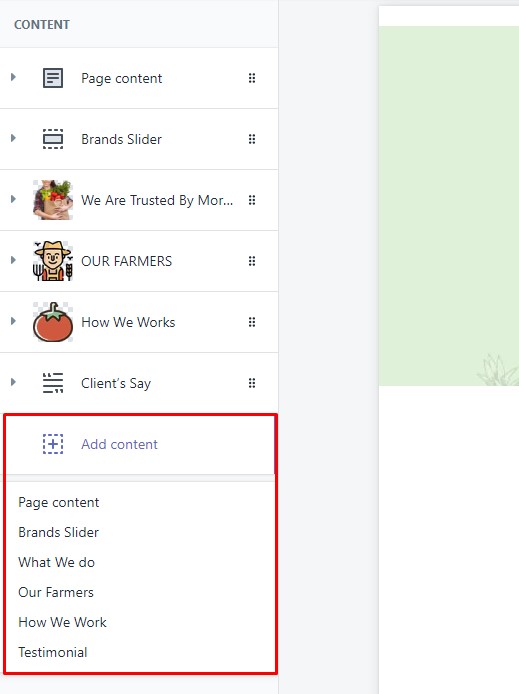 CONTENT
Page content
Brands Slider
We Are Trusted By Mor...
OUR FARMERS
How We Works
Client's Say
Add content
Page content
Brands Slider
What We do
Our Farmers
How We Work
Testimonial